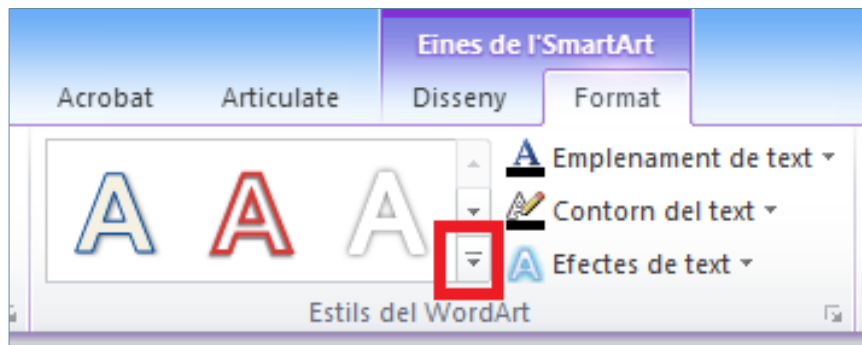 Eines de l'SmartArt
Acrobat Articulate Disseny Format
A A A
A Emplenament de text
A Contorn del text
A Efectes de text
Estils del WordArt